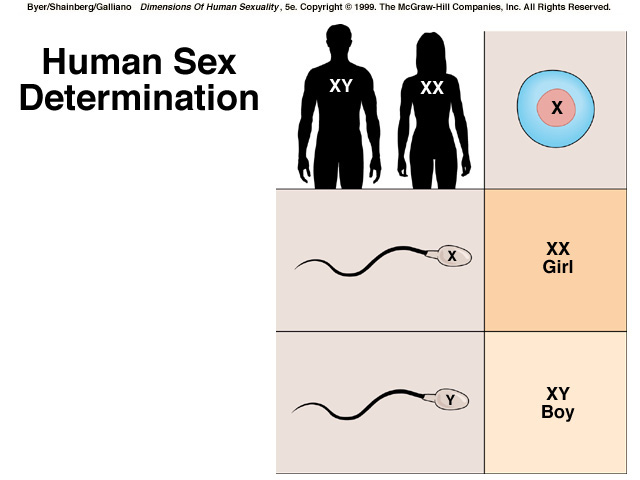 Byer/Shainberg/Galliano Dimensions Of Human Sexuality, 5e. Copyright © 1999. The McGraw-Hill Companies, Inc. All Rights Reserved.
Human Sex
Determination
XY
XX
X
X
XX
Girl
Y
XY
Boy